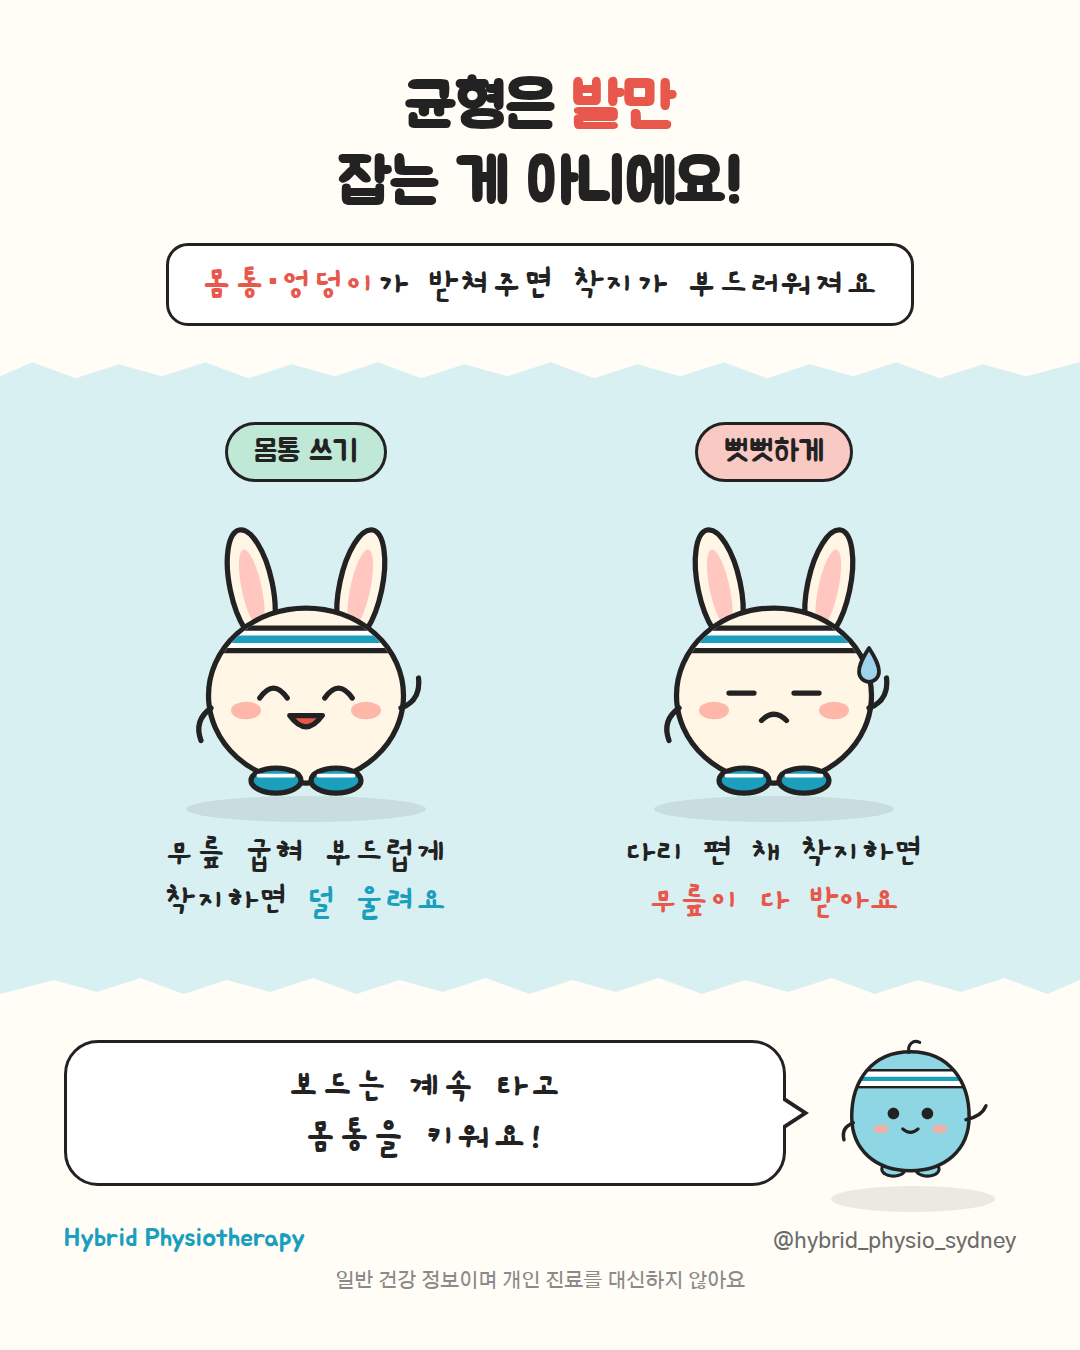 균형은 발만
잡는 게 아니에요!
몸통·엉덩이가 받쳐주면 착지가 부드러워져요
몸통 쓰기
뻣뻣하게
무릎 굽혀 부드럽게
착지하면 덜 울려요
다리 편 채 착지하면
무릎이 다 받아요
보드는 계속 타고
몸통을 키워요!
Hybrid Physiotherapy
@hybrid_physio_sydney
일반 건강 정보이며 개인 진료를 대신하지 않아요